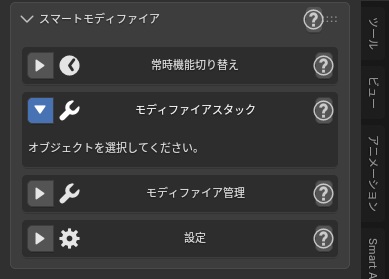 スマートモディファイア
常時機能切り替え
モディファイアスタック
オブジェクトを選択してください。
モディファイア管理
設定
ツール
ビュー
アニメーション
Smart A